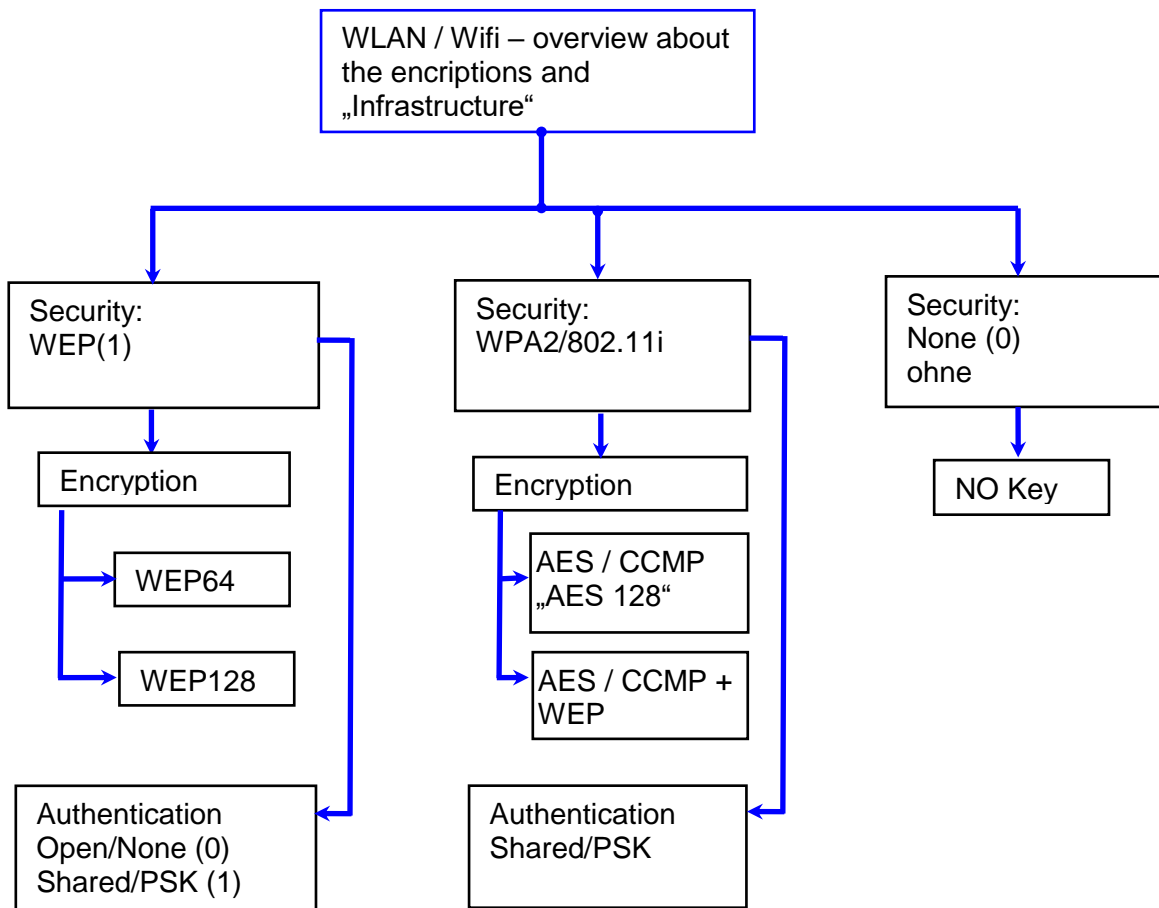 WLAN / Wifi – overview about
the encriptions and
„Infrastructure“
Security:
WEP(1)
Encryption
WEP64
WEP128
Authentication
Open/None (0)
Shared/PSK (1)
Security:
WPA2/802.11i
Encryption
AES / CCMP
„AES 128“
AES / CCMP +
WEP
Authentication
Shared/PSK
Security:
None (0)
ohne
NO Key